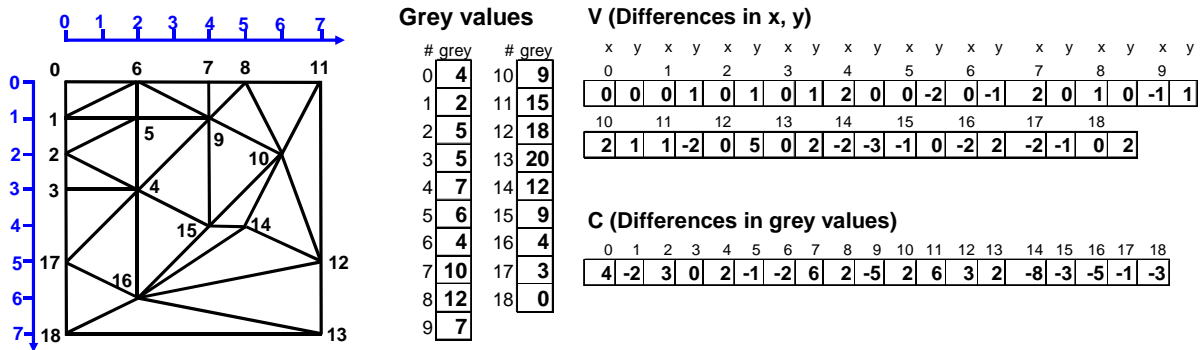 0 1 2 3 4 5 6 7
0 6 7 8 11
0
1 1
5 9
2 2 10
3 3 4
4 15 14
5 17 16 12
6
7 18 13
Grey values
# grey # grey
0 4 10 9
1 2 11 15
2 5 12 18
3 5 13 20
4 7 14 12
5 6 15 9
6 4 16 4
7 10 17 3
8 12 18 0
9 7
V (Differences in x, y)
x y x y x y x y x y x y x y x y x y x y
0 1 2 3 4 5 6 7 8 9
0 0 0 1 0 1 0 1 2 0 0 -2 0 -1 2 0 1 0 -1 1
10 11 12 13 14 15 16 17 18
2 1 1 -2 0 5 0 2 -2 -3 -1 0 -2 2 -2 -1 0 2
C (Differences in grey values)
0 1 2 3 4 5 6 7 8 9 10 11 12 13 14 15 16 17 18
4 -2 3 0 2 -1 -2 6 2 -5 2 6 3 2 -8 -3 -5 -1 -3